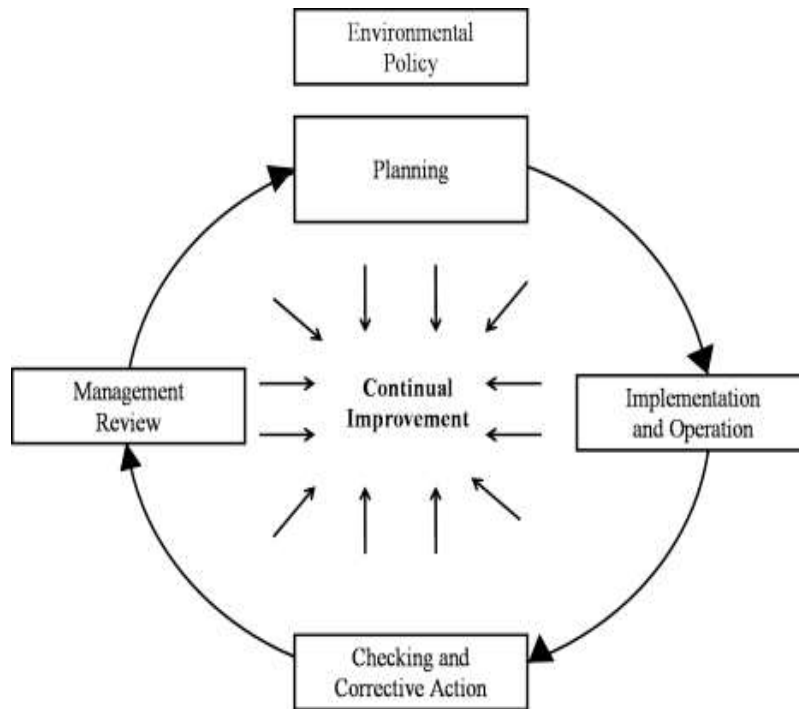 Environmental
Policy
Planning
Management
Review
Continual
Improvement
Implementation
and Operation
Checking and
Corrective Action